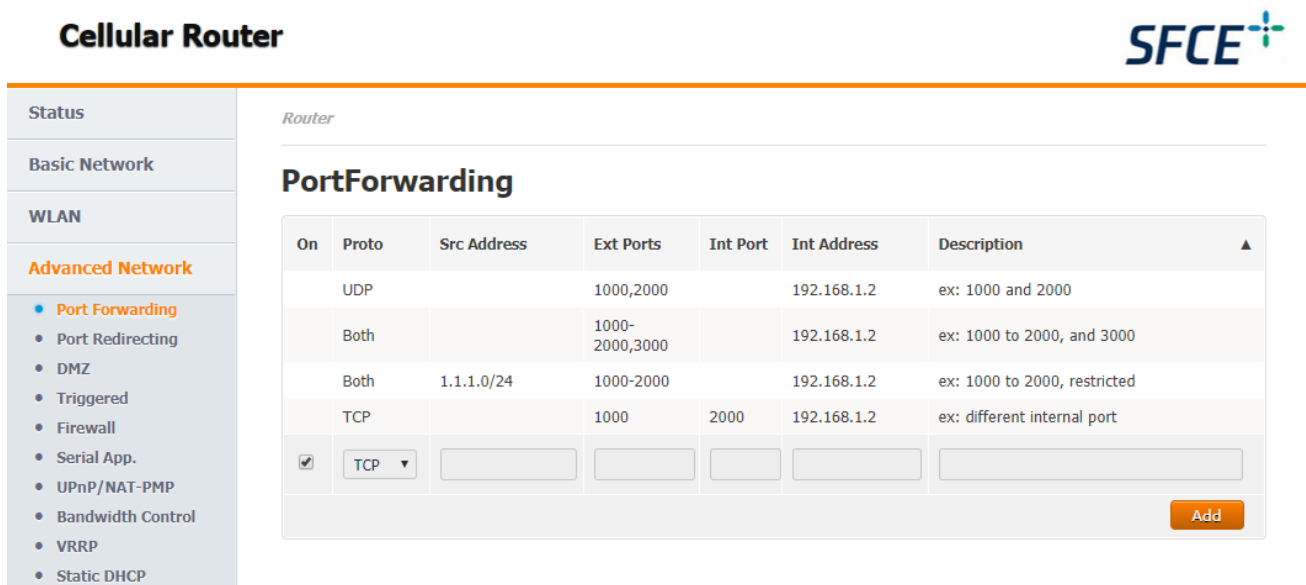 Cellular Router
SFCE
Status
Basic Network
WLAN
Advanced Network
Port Forwarding
Port Redirecting
DMZ
Triggered
Firewall
Serial App.
UPnP/NAT-PMP
Bandwidth Control
VRRP
Static DHCP
Router
PortForwarding
On Proto Src Address Ext Ports Int Port Int Address Description ▲
UDP 1000,2000 192.168.1.2 ex: 1000 and 2000
Both 1000-
2000,3000 192.168.1.2 ex: 1000 to 2000, and 3000
Both 1.1.1.0/24 1000-2000 192.168.1.2 ex: 1000 to 2000, restricted
TCP 1000 2000 192.168.1.2 ex: different internal port
TCP ▼
Add